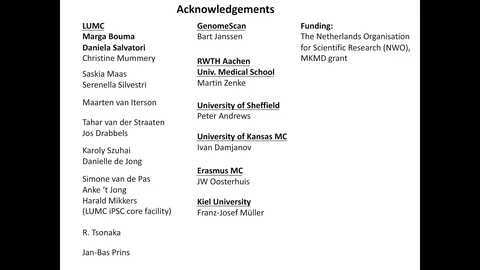 Acknowledgements
LUMC
Marga Bouma
Daniela Salvatori
Christine Mummery
Saskia Maas
Serenella Silvestri
Maarten van Iterson
Tahar van der Straaten
Jos Drabbels
Karoly Szuhai
Danielle de Jong
Simone van de Pas
Anke ‘t Jong
Harald Mikkers
(LUMC iPSC core facility)
R. Tsonaka
Jan-Bas Prins
GenomeScan
Bart Janssen
RWTH Aachen
Univ. Medical School
Martin Zenke
University of Sheffield
Peter Andrews
University of Kansas MC
Ivan Damjanov
Erasmus MC
JW Oosterhuis
Kiel University
Franz-Josef Müller
Funding:
The Netherlands Organisation
for Scientific Research (NWO),
MKMD grant